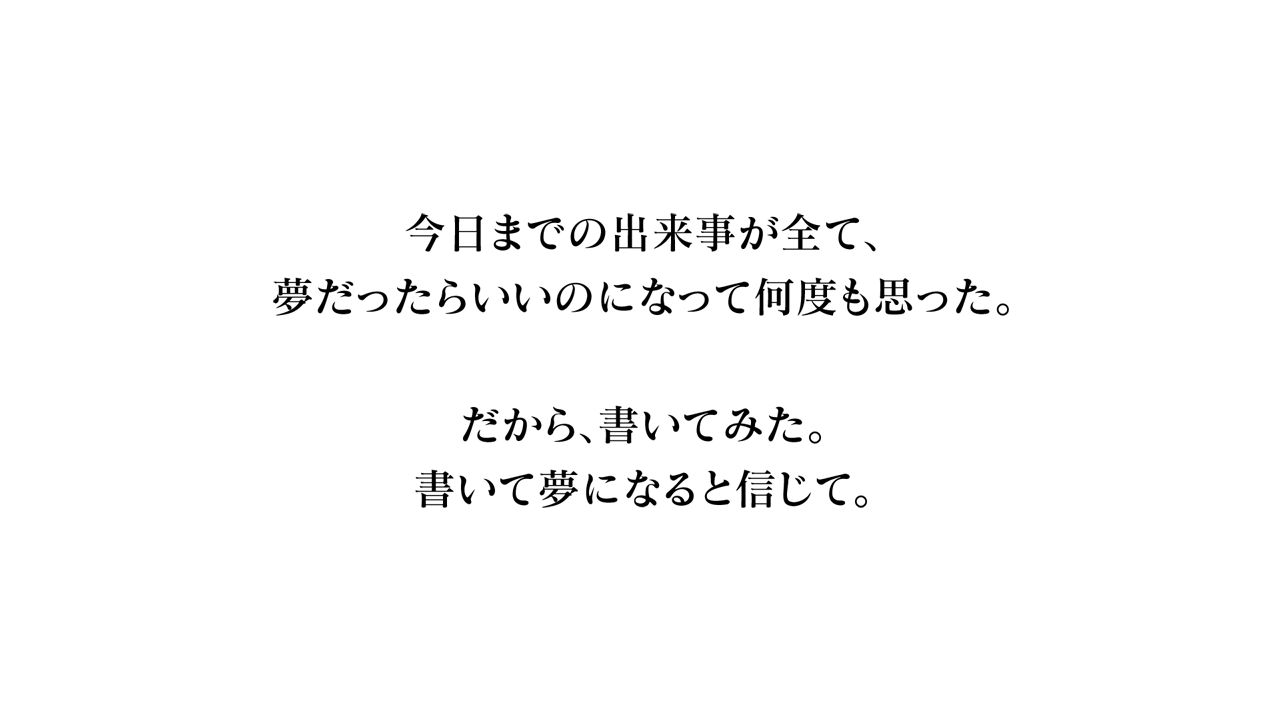 今日までの出来事が全て、
夢だったらいいのになって何度も思った。
だから、書いてみた。
書いて夢になると信じて。